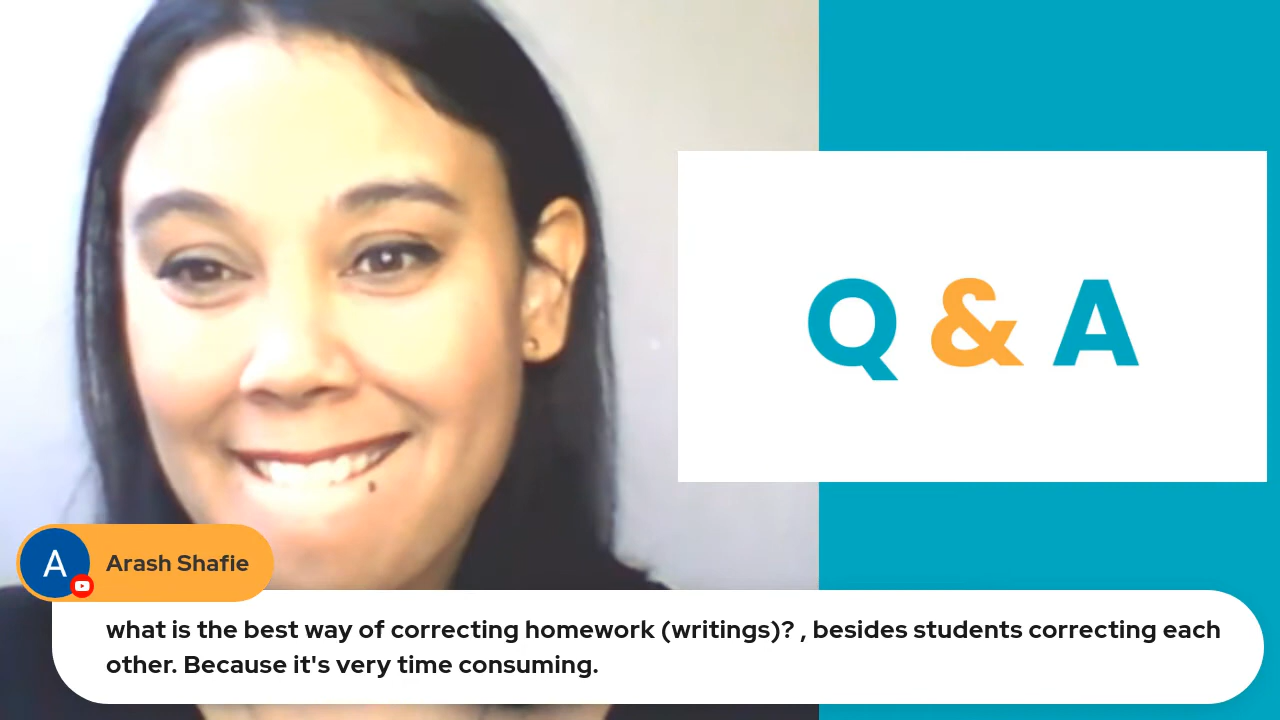 Q & A
A
Arash Shafie
what is the best way of correcting homework (writings)? , besides students correcting each
other. Because it's very time consuming.